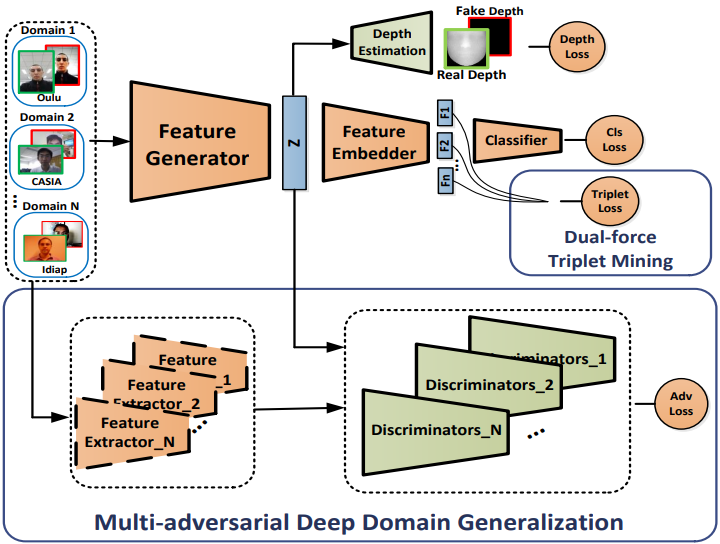 Domain 1
Oulu
Domain 2
CASIA
Domain N
Idiap
Feature
Generator
Z
Depth
Estimation
Fake Depth
Real Depth
Depth
Loss
Feature
Embedder
F1
F2
Fn
Classifier
Cls
Loss
Triplet
Loss
Dual-force
Triplet Mining
Feature
_1
Feature
Extractor_2
Feature
Extractor_N
criminators_1
Discriminators_2
Discriminators_N
Adv
Loss
Multi-adversarial Deep Domain Generalization